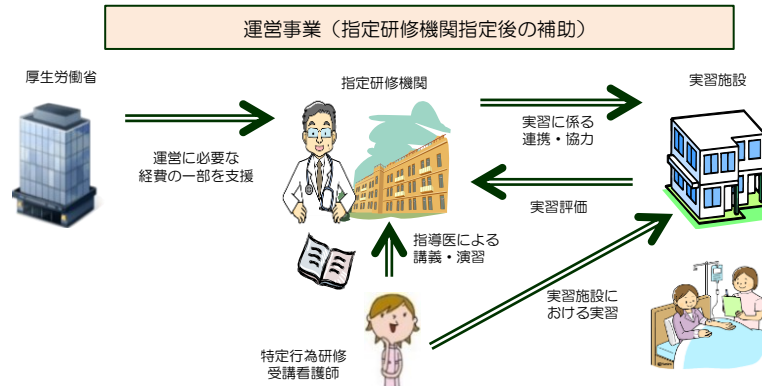 運営事業（指定研修機関指定後の補助）
厚生労働省
指定研修機関
実習施設
運営に必要な
経費の一部を支援
実習に係る
連携・協力
実習評価
指導医による
講義・演習
実習施設に
おける実習
特定行為研修
受講看護師